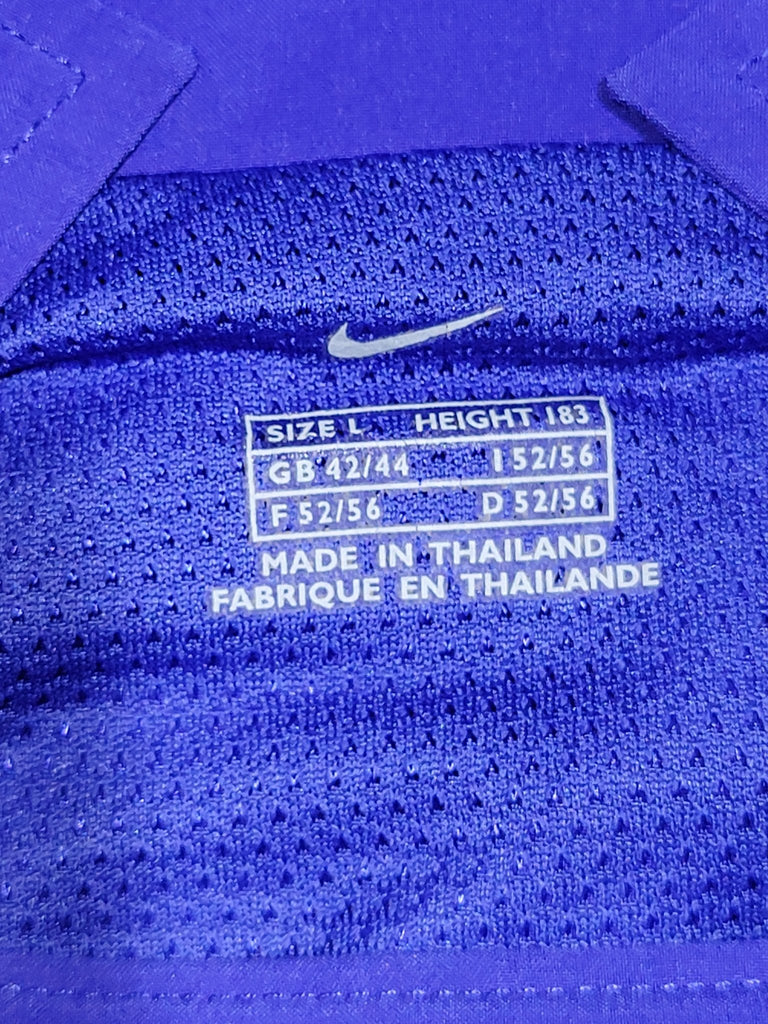 SIZE L HEIGHT 183
GB 42/44 I 52/56
F 52/56 D 52/56
MADE IN THAILAND
FABRIQUE EN THAILANDE